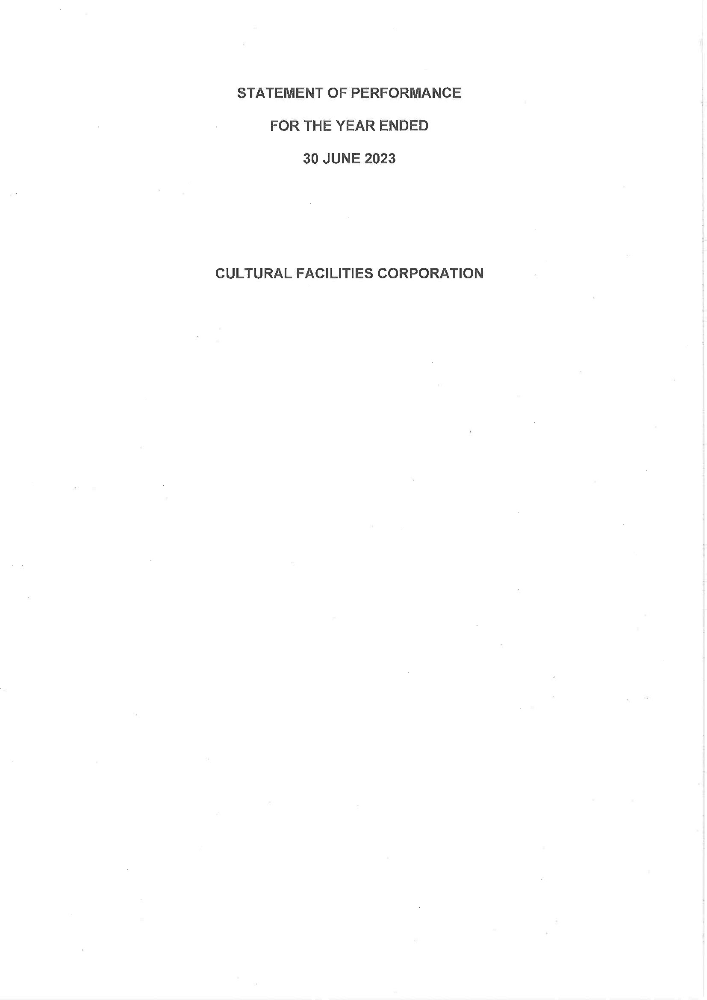 STATEMENT OF PERFORMANCE
FOR THE YEAR ENDED
30 JUNE 2023
CULTURAL FACILITIES CORPORATION